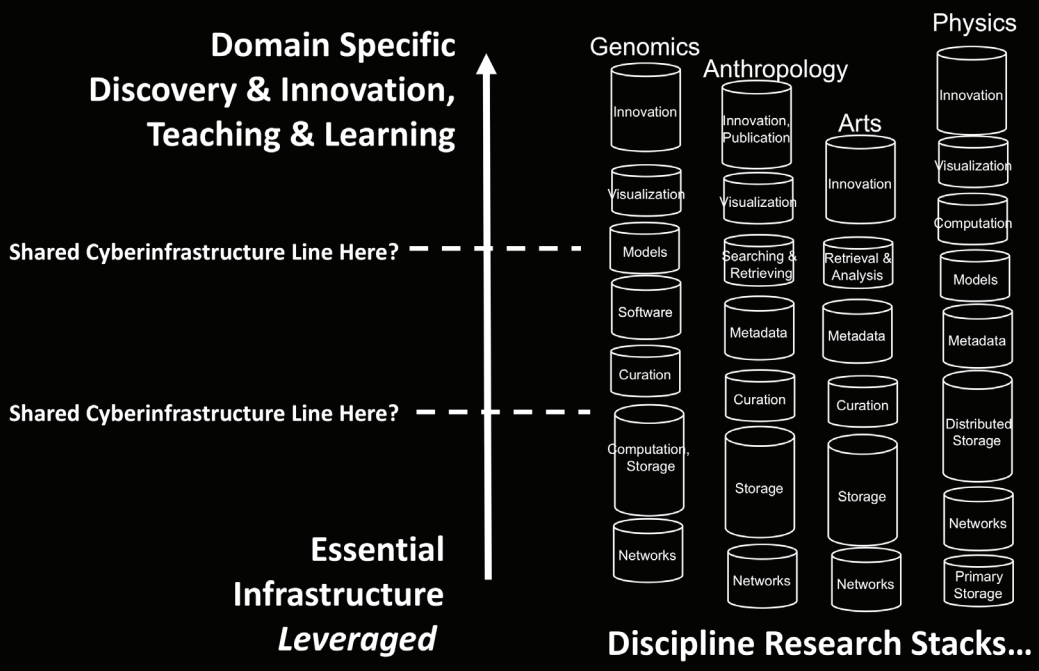 Domain Specific
Discovery & Innovation,
Teaching & Learning
Shared Cyberinfrastructure Line Here?
Shared Cyberinfrastructure Line Here?
Essential
Infrastructure
Leveraged
Genomics
Innovation
Visualization
Models
Software
Curation
Computation,
Storage
Networks
Anthropology
Innovation,
Publication
Visualization
Searching &
Retrieving
Metadata
Curation
Storage
Networks
Arts
Innovation
Retrieval &
Analysis
Metadata
Curation
Storage
Networks
Physics
Innovation
Visualization
Computation
Models
Metadata
Distributed
Storage
Networks
Primary
Storage
Discipline Research Stacks...